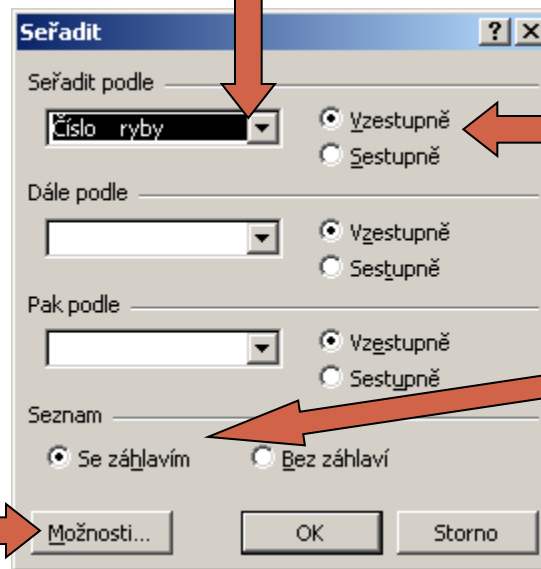 Seřadit
Seřadit podle
Číslo ryby
Vzestupně
Sestupně
Dále podle
Vzestupně
Sestupně
Pak podle
Vzestupně
Sestupně
Seznam
Se záhlavím Bez záhlaví
Možnosti... OK Storno